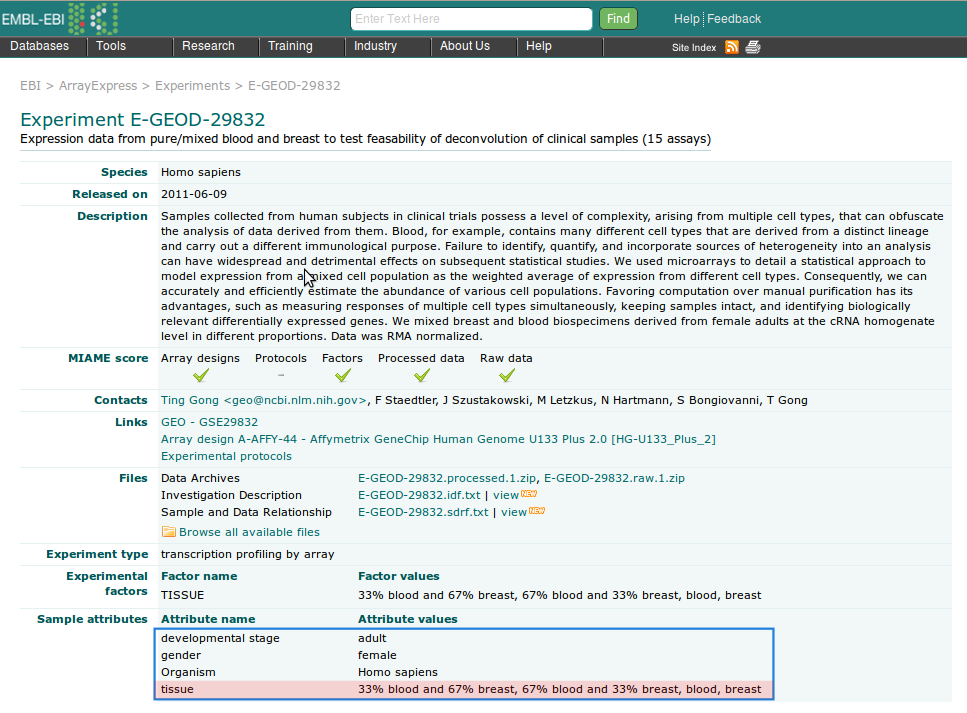 EMBL-EBI Enter Text Here Find Help Feedback
Databases Tools Research Training Industry About Us Help Site Index
EBI > ArrayExpress > Experiments > E-GEOD-29832
Experiment E-GEOD-29832
Expression data from pure/mixed blood and breast to test feasability of deconvolution of clinical samples (15 assays)
Species Homo sapiens
Released on 2011-06-09
Description Samples collected from human subjects in clinical trials possess a level of complexity, arising from multiple cell types, that can obfuscate
the analysis of data derived from them. Blood, for example, contains many different cell types that are derived from a distinct lineage
and carry out a different immunological purpose. Failure to identify, quantify, and incorporate sources of heterogeneity into an analysis
can have widespread and detrimental effects on subsequent statistical studies. We used microarrays to detail a statistical approach to
model expression from a mixed cell population as the weighted average of expression from different cell types. Consequently, we can
accurately and efficiently estimate the abundance of various cell populations. Favoring computation over manual purification has its
advantages, such as measuring responses of multiple cell types simultaneously, keeping samples intact, and identifying biologically
relevant differentially expressed genes. We mixed breast and blood biospecimens derived from female adults at the cRNA homogenate
level in different proportions. Data was RMA normalized.
MIAME score Array designs Protocols Factors Processed data Raw data
–
Contacts Ting Gong <geo@ncbi.nlm.nih.gov>, F Staedtler, J Szustakowski, M Letzkus, N Hartmann, S Bongiovanni, T Gong
Links GEO - GSE29832
Array design A-AFFY-44 - Affymetrix GeneChip Human Genome U133 Plus 2.0 [HG-U133_Plus_2]
Experimental protocols
Files Data Archives E-GEOD-29832.processed.1.zip, E-GEOD-29832.raw.1.zip
Investigation Description E-GEOD-29832.idf.txt | view NEW
Sample and Data Relationship E-GEOD-29832.sdrf.txt | view NEW
Browse all available files
Experiment type transcription profiling by array
Experimental factors Factor name Factor values
TISSUE 33% blood and 67% breast, 67% blood and 33% breast, blood, breast
Sample attributes Attribute name Attribute values
developmental stage adult
gender female
Organism Homo sapiens
tissue 33% blood and 67% breast, 67% blood and 33% breast, blood, breast